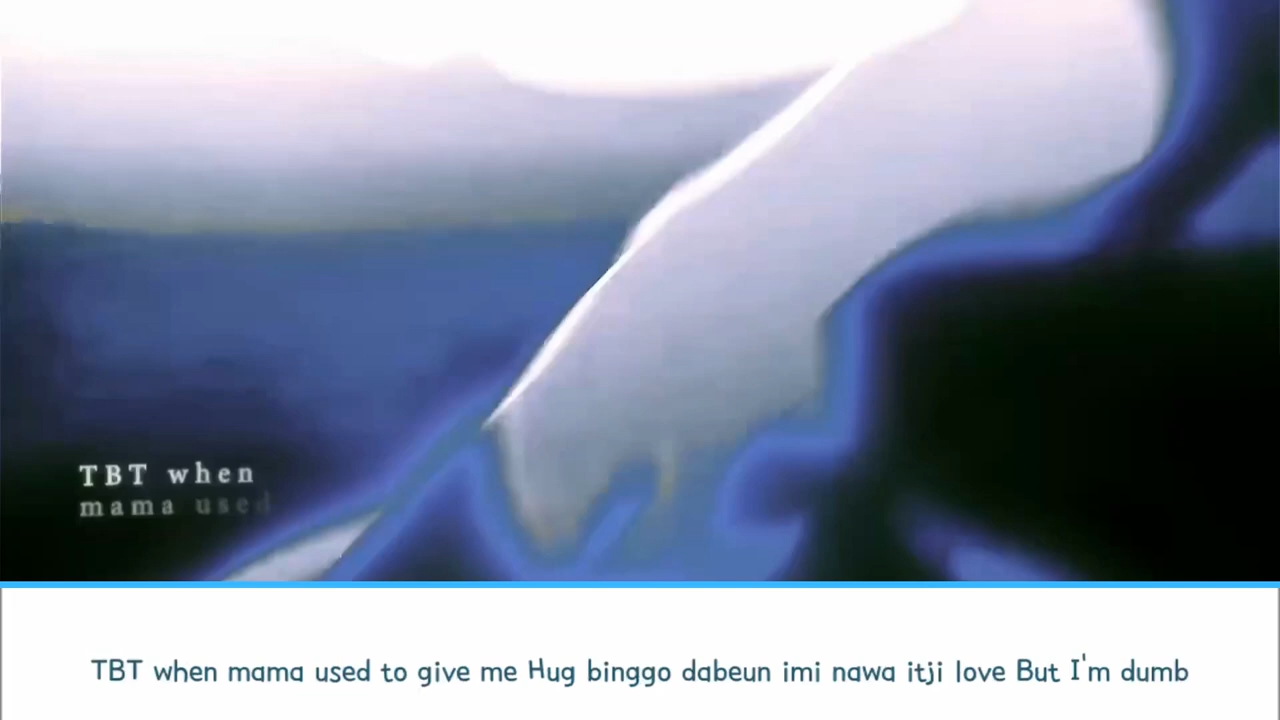 TBT when
mama used
TBT when mama used to give me Hug binggo dabeun imi nawa itji love But I'm dumb